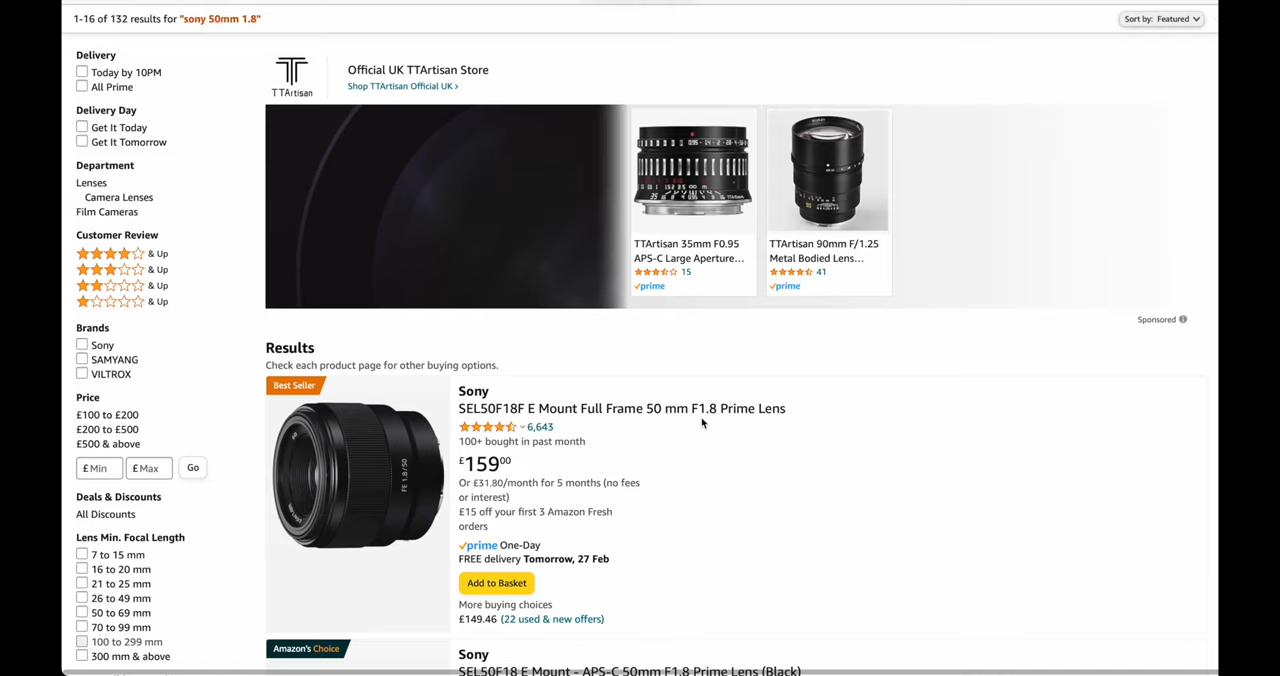 1-16 of 132 results for "sony 50mm 1.8"
Sort by: Featured
Delivery
Today by 10PM
All Prime
Delivery Day
Get It Today
Get It Tomorrow
Department
Lenses
Camera Lenses
Film Cameras
Customer Review
& Up
& Up
& Up
& Up
Brands
Sony
SAMYANG
VILTROX
Price
£100 to £200
£200 to £500
£500 & above
£ Min £ Max Go
Deals & Discounts
All Discounts
Lens Min. Focal Length
7 to 15 mm
16 to 20 mm
21 to 25 mm
26 to 49 mm
50 to 69 mm
70 to 99 mm
100 to 299 mm
300 mm & above
TTArtisan
Official UK TTArtisan Store
Shop TTArtisan Official UK ›
TTArtisan 35mm F0.95
APS-C Large Aperture...
15
prime
TTArtisan 90mm F/1.25
Metal Bodied Lens...
41
prime
Sponsored
Results
Check each product page for other buying options.
Best Seller
FE 1.8/50
Sony
SEL50F18F E Mount Full Frame 50 mm F1.8 Prime Lens
6,643
100+ bought in past month
£159.00
Or £31.80/month for 5 months (no fees
or interest)
£15 off your first 3 Amazon Fresh
orders
prime One-Day
FREE delivery Tomorrow, 27 Feb
Add to Basket
More buying choices
£149.46 (22 used & new offers)
Amazon's Choice
Sony
SEL50F18 E Mount - APS-C 50mm F1.8 Prime Lens (Black)